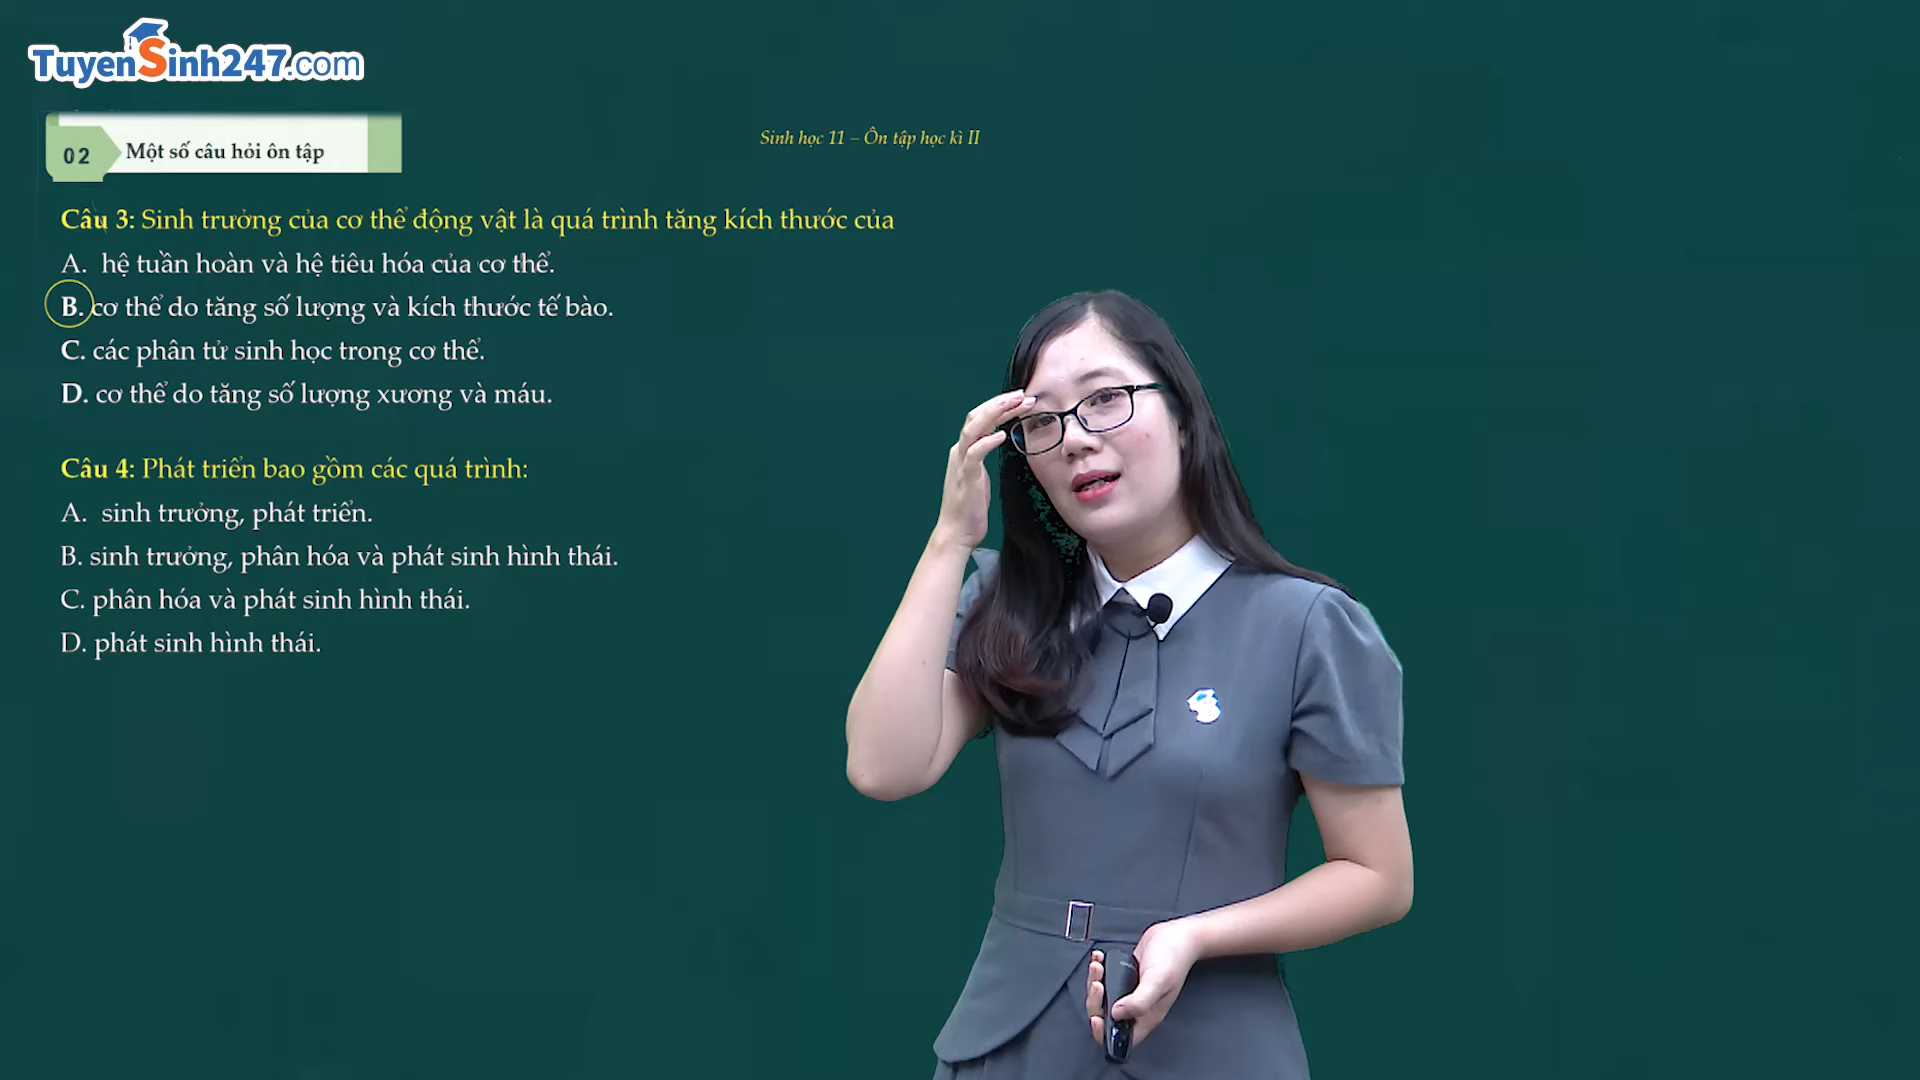 TuyenSinh247.com
02 Một số câu hỏi ôn tập
Sinh học 11 – Ôn tập học kì II
Câu 3: Sinh trưởng của cơ thể động vật là quá trình tăng kích thước của
A. hệ tuần hoàn và hệ tiêu hóa của cơ thể.
B. cơ thể do tăng số lượng và kích thước tế bào.
C. các phân tử sinh học trong cơ thể.
D. cơ thể do tăng số lượng xương và máu.
Câu 4: Phát triển bao gồm các quá trình:
A. sinh trưởng, phát triển.
B. sinh trưởng, phân hóa và phát sinh hình thái.
C. phân hóa và phát sinh hình thái.
D. phát sinh hình thái.